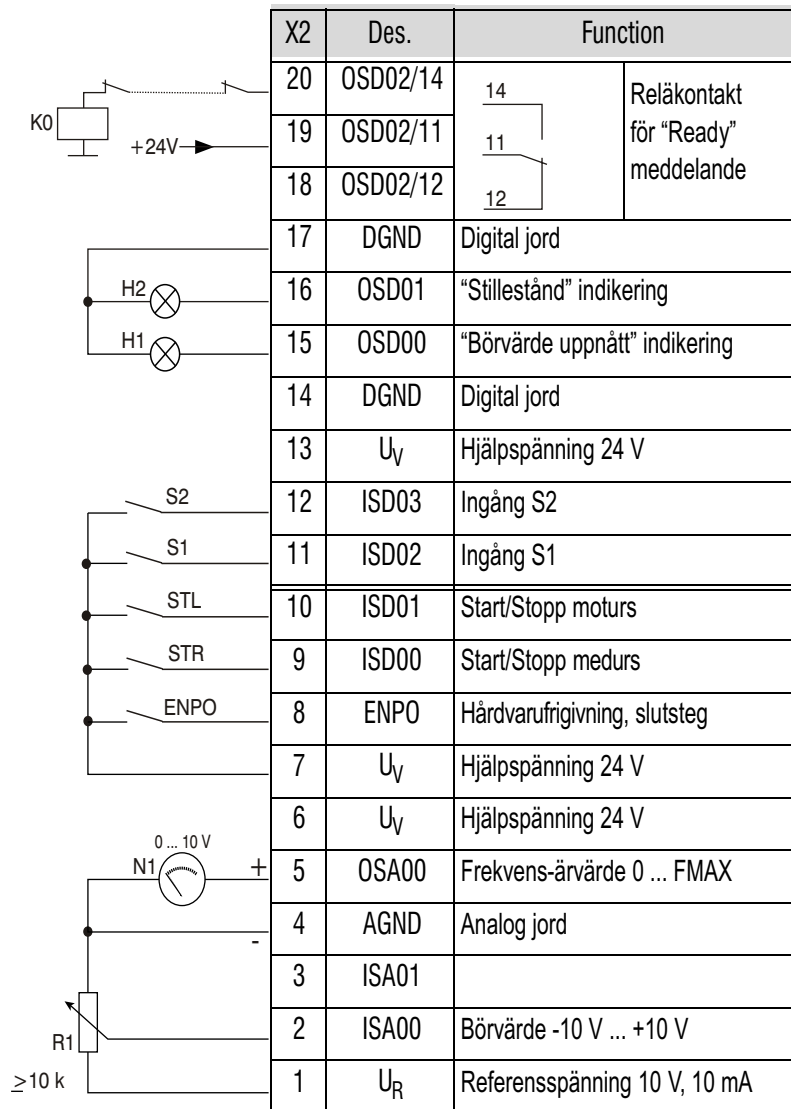 X2 Des. Function
20 OSD02/14 14 Reläkontakt
K0 +24V 19 OSD02/11 11 för “Ready”
18 OSD02/12 12 meddelande
17 DGND Digital jord
H2 16 OSD01 “Stillestånd” indikering
H1 15 OSD00 “Börvärde uppnått” indikering
14 DGND Digital jord
13 UV Hjälpspänning 24 V
S2 12 ISD03 Ingång S2
S1 11 ISD02 Ingång S1
STL 10 ISD01 Start/Stopp moturs
STR 9 ISD00 Start/Stopp medurs
ENPO 8 ENPO Hårdvarufrigivning, slutsteg
7 UV Hjälpspänning 24 V
6 UV Hjälpspänning 24 V
0 ... 10 V
N1 + 5 OSA00 Frekvens-ärvärde 0 ... FMAX
- 4 AGND Analog jord
3 ISA01
R1 2 ISA00 Börvärde -10 V ... +10 V
≥10 k 1 UR Referensspänning 10 V, 10 mA